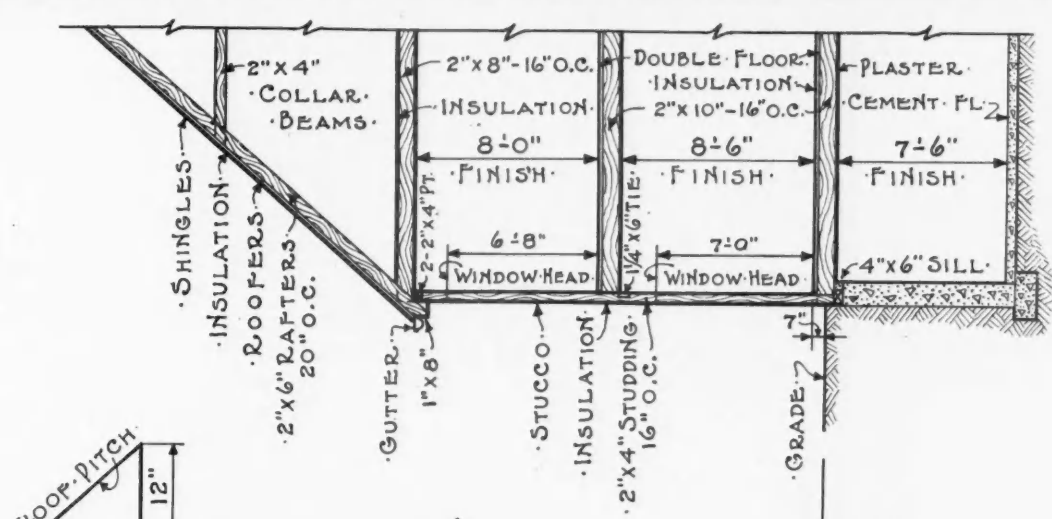 2"X4"
·COLLAR·
BEAMS·
2"X8"-16"O.C.
·INSULATION·
DOUBLE·FLOOR·
·INSULATION·
2"X10"-16"O.C.
·PLASTER·
·CEMENT·FL·
8'-0"
·FINISH·
8'-6"
·FINISH·
7'-6"
·FINISH·
2-2"X4"PT.
6'-8"
·WINDOW·HEAD·
1/4"X6"TIE·
7'-0"
·WINDOW·HEAD·
4"X6"SILL·
7"
·SHINGLES·
·INSULATION·
·ROOFERS·
·2"X6"RAFTERS·
20"O.C.
·GUTTER·
1"X8"
·STUCCO·
·INSULATION·
·2"X4"STUDDING·
16"O.C.
·GRADE·
PITCH·
12"